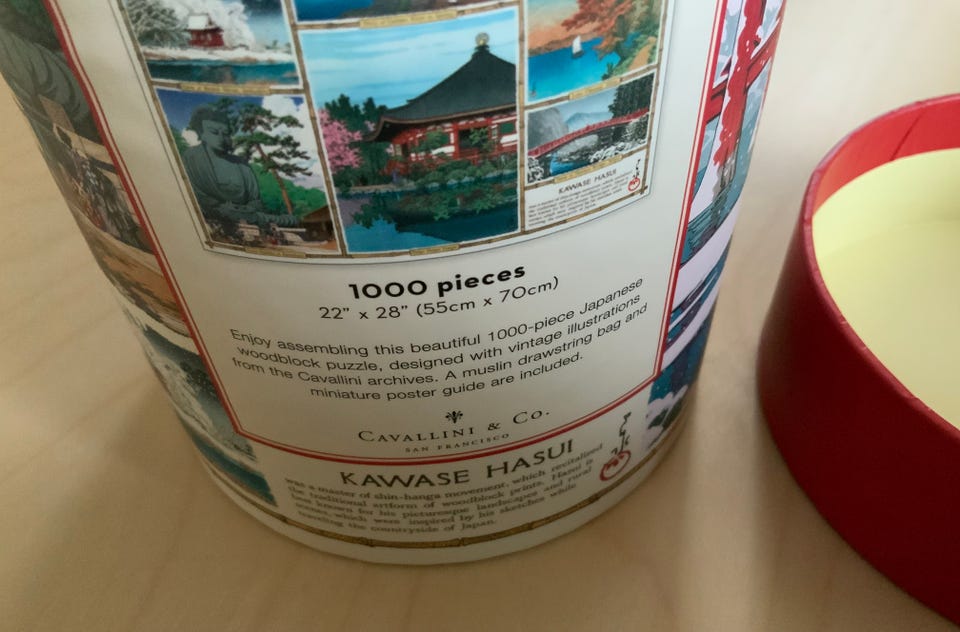 KAWASE HASUI
1000 pieces
22” x 28” (55cm x 70cm)
Enjoy assembling this beautiful 1000-piece Japanese
woodblock puzzle, designed with vintage illustrations
from the Cavallini archives. A muslin drawstring bag and
miniature poster guide are included.
CAVALLINI & CO.
SAN FRANCISCO
KAWASE HASUI
was a master of shin-hanga movement, which recitalized
the traditional artform of woodblock prints. Hasui is
best known for his picturesque landscapes and rural
scenes, which were inspired by his sketches while
traveling the countryside of Japan.